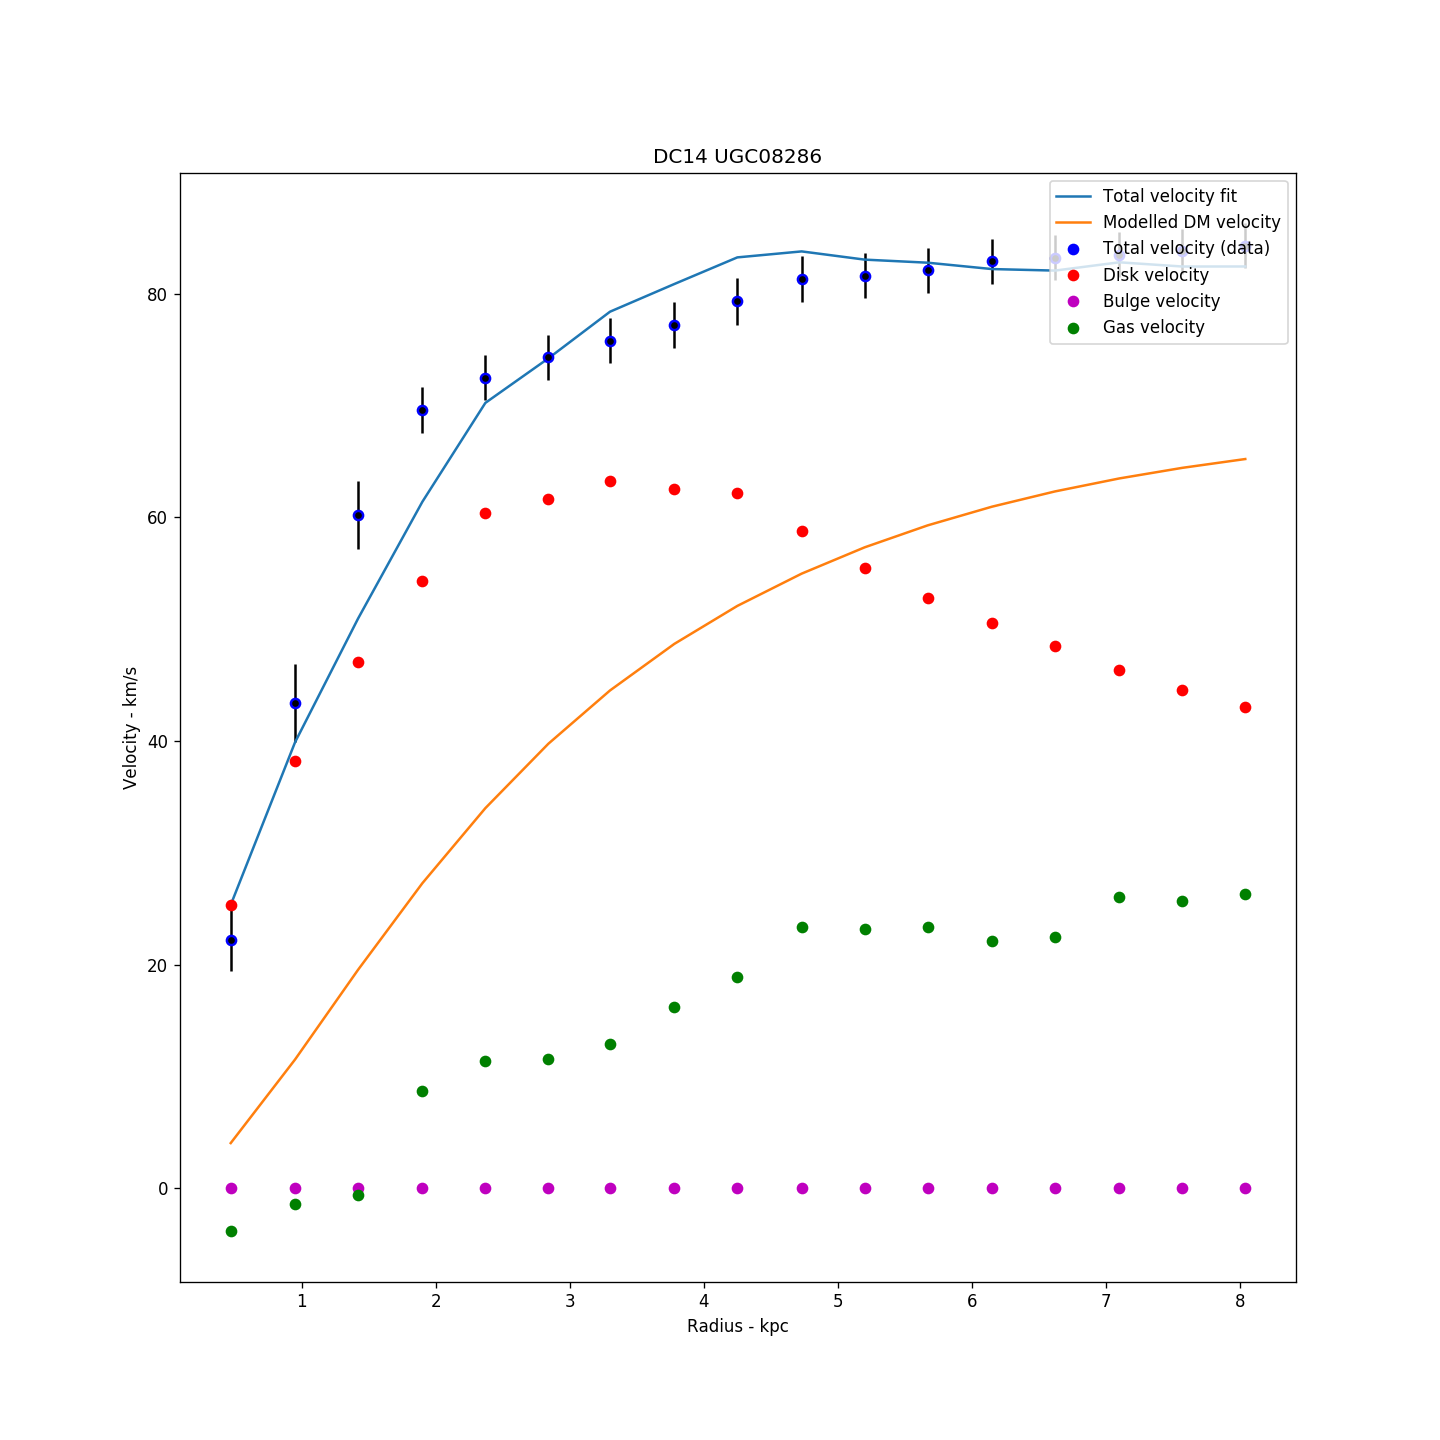 DC14 UGC08286
Total velocity fit
Modelled DM velocity
Total velocity (data)
Disk velocity
Bulge velocity
Gas velocity
80
60
40
20
0
Velocity - km/s
1 2 3 4 5 6 7 8
Radius - kpc